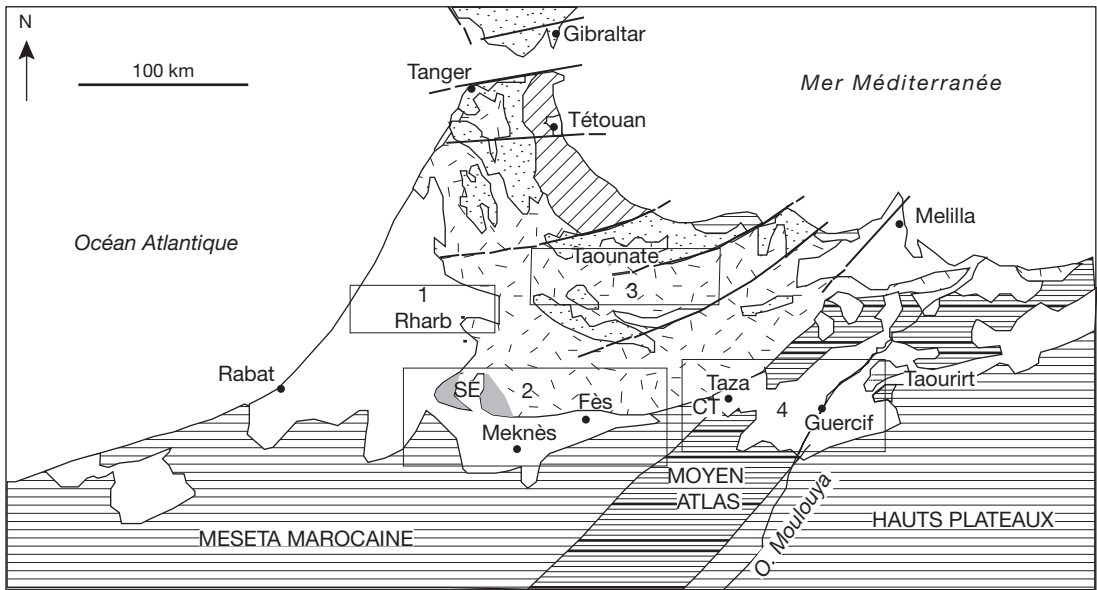 N
100 km
Gibraltar
Tanger
Mer Méditerranée
Tétouan
Océan Atlantique
Melilla
Taounate
1
3
Rharb
Rabat
SÉ
2
Fès
Meknès
Taza
CT
4
Taourirt
Guercif
MOYEN
ATLAS
O. Moulouya
MESETA MAROCAINE
HAUTS PLATEAUX